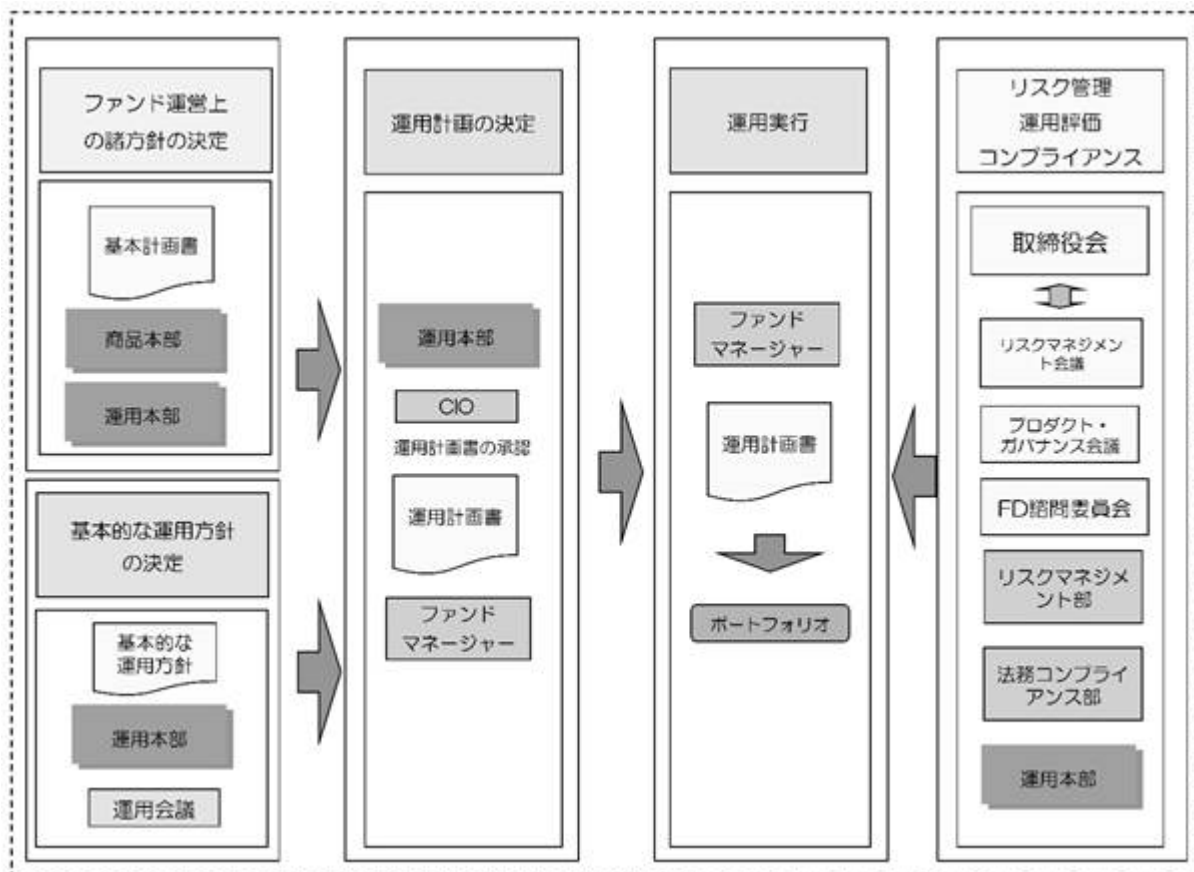 ファンド運営上
の諸方針の決定
基本計画書
商品本部
運用本部
基本的な運用方針
の決定
基本的な
運用方針
運用本部
運用会議
運用計画の決定
運用本部
CIO
運用計画書の承認
運用計画書
ファンド
マネージャー
運用実行
ファンド
マネージャー
運用計画書
ポートフォリオ
リスク管理
運用評価
コンプライアンス
取締役会
リスクマネジメン
ト会議
プロダクト・
ガバナンス会議
FD諮問委員会
リスクマネジメ
ント部
法務コンプライ
アンス部
運用本部